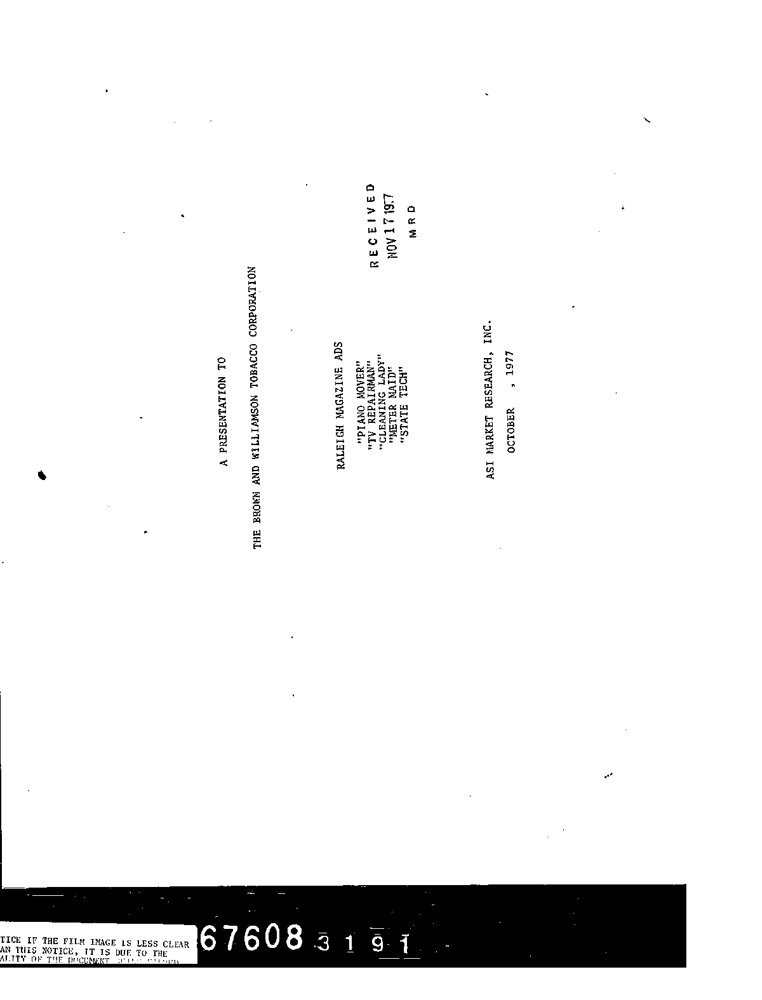 A PRESENTATION TO
THE BROWN AND WILLIAMSON TOBACCO CORPORATION
RALEIGH MAGAZINE ADS
"PIANO MOVER"
"TV REPAIRMAN"
"CLEANING LADY"
"METER MAID"
"STATE TECH"
RECEIVED
NOV 17 1977
MRD
ASI MARKET RESEARCH, INC.
OCTOBER , 1977
TICE IF THE FILM IMAGE IS LESS CLEAR
AN THIS NOTICE, IT IS DUE TO THE
ALITY OF THE DOCUMENT
67608 3191